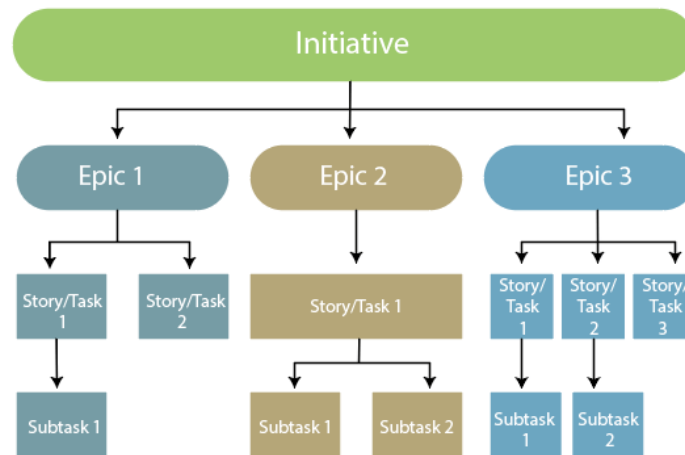 Initiative
Epic 1
Epic 2
Epic 3
Story/Task
1
Story/Task
2
Story/Task 1
Story/
Task
1
Story/
Task
2
Story/
Task
3
Subtask 1
Subtask 1
Subtask 2
Subtask
1
Subtask
2